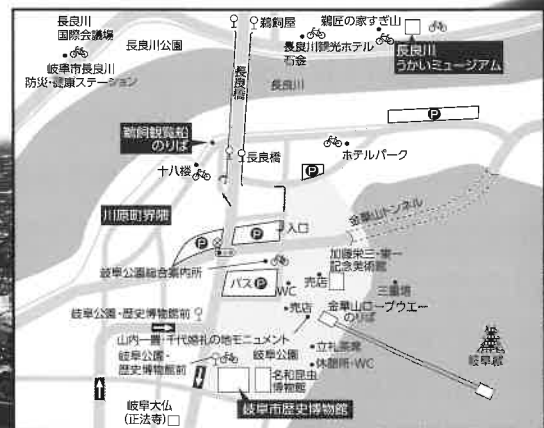 長良川
国際会議場
岐阜市長良川
防災・健康ステーション
長良川公園
鵜飼屋
長良川観光ホテル
石金
鵜匠の家すぎ山
長良川
うかいミュージアム
長良橋
長良川
鵜飼観覧船
のりば
十八楼
長良橋
P
P
ホテルパーク
川原町界隈
金華山トンネル
入口
P
P
加藤栄三・東一
記念美術館
岐阜公園総合案内所
バスP
WC
売店
三重塔
売店
金華山ロープウエー
のりば
岐阜公園・歴史博物館前
山内一豊・千代婚礼の地モニュメント
岐阜公園・
歴史博物館前
岐阜公園
立礼茶席
休憩所・WC
岐阜城
名和昆虫
博物館
岐阜市歴史博物館
岐阜大仏
(正法寺)